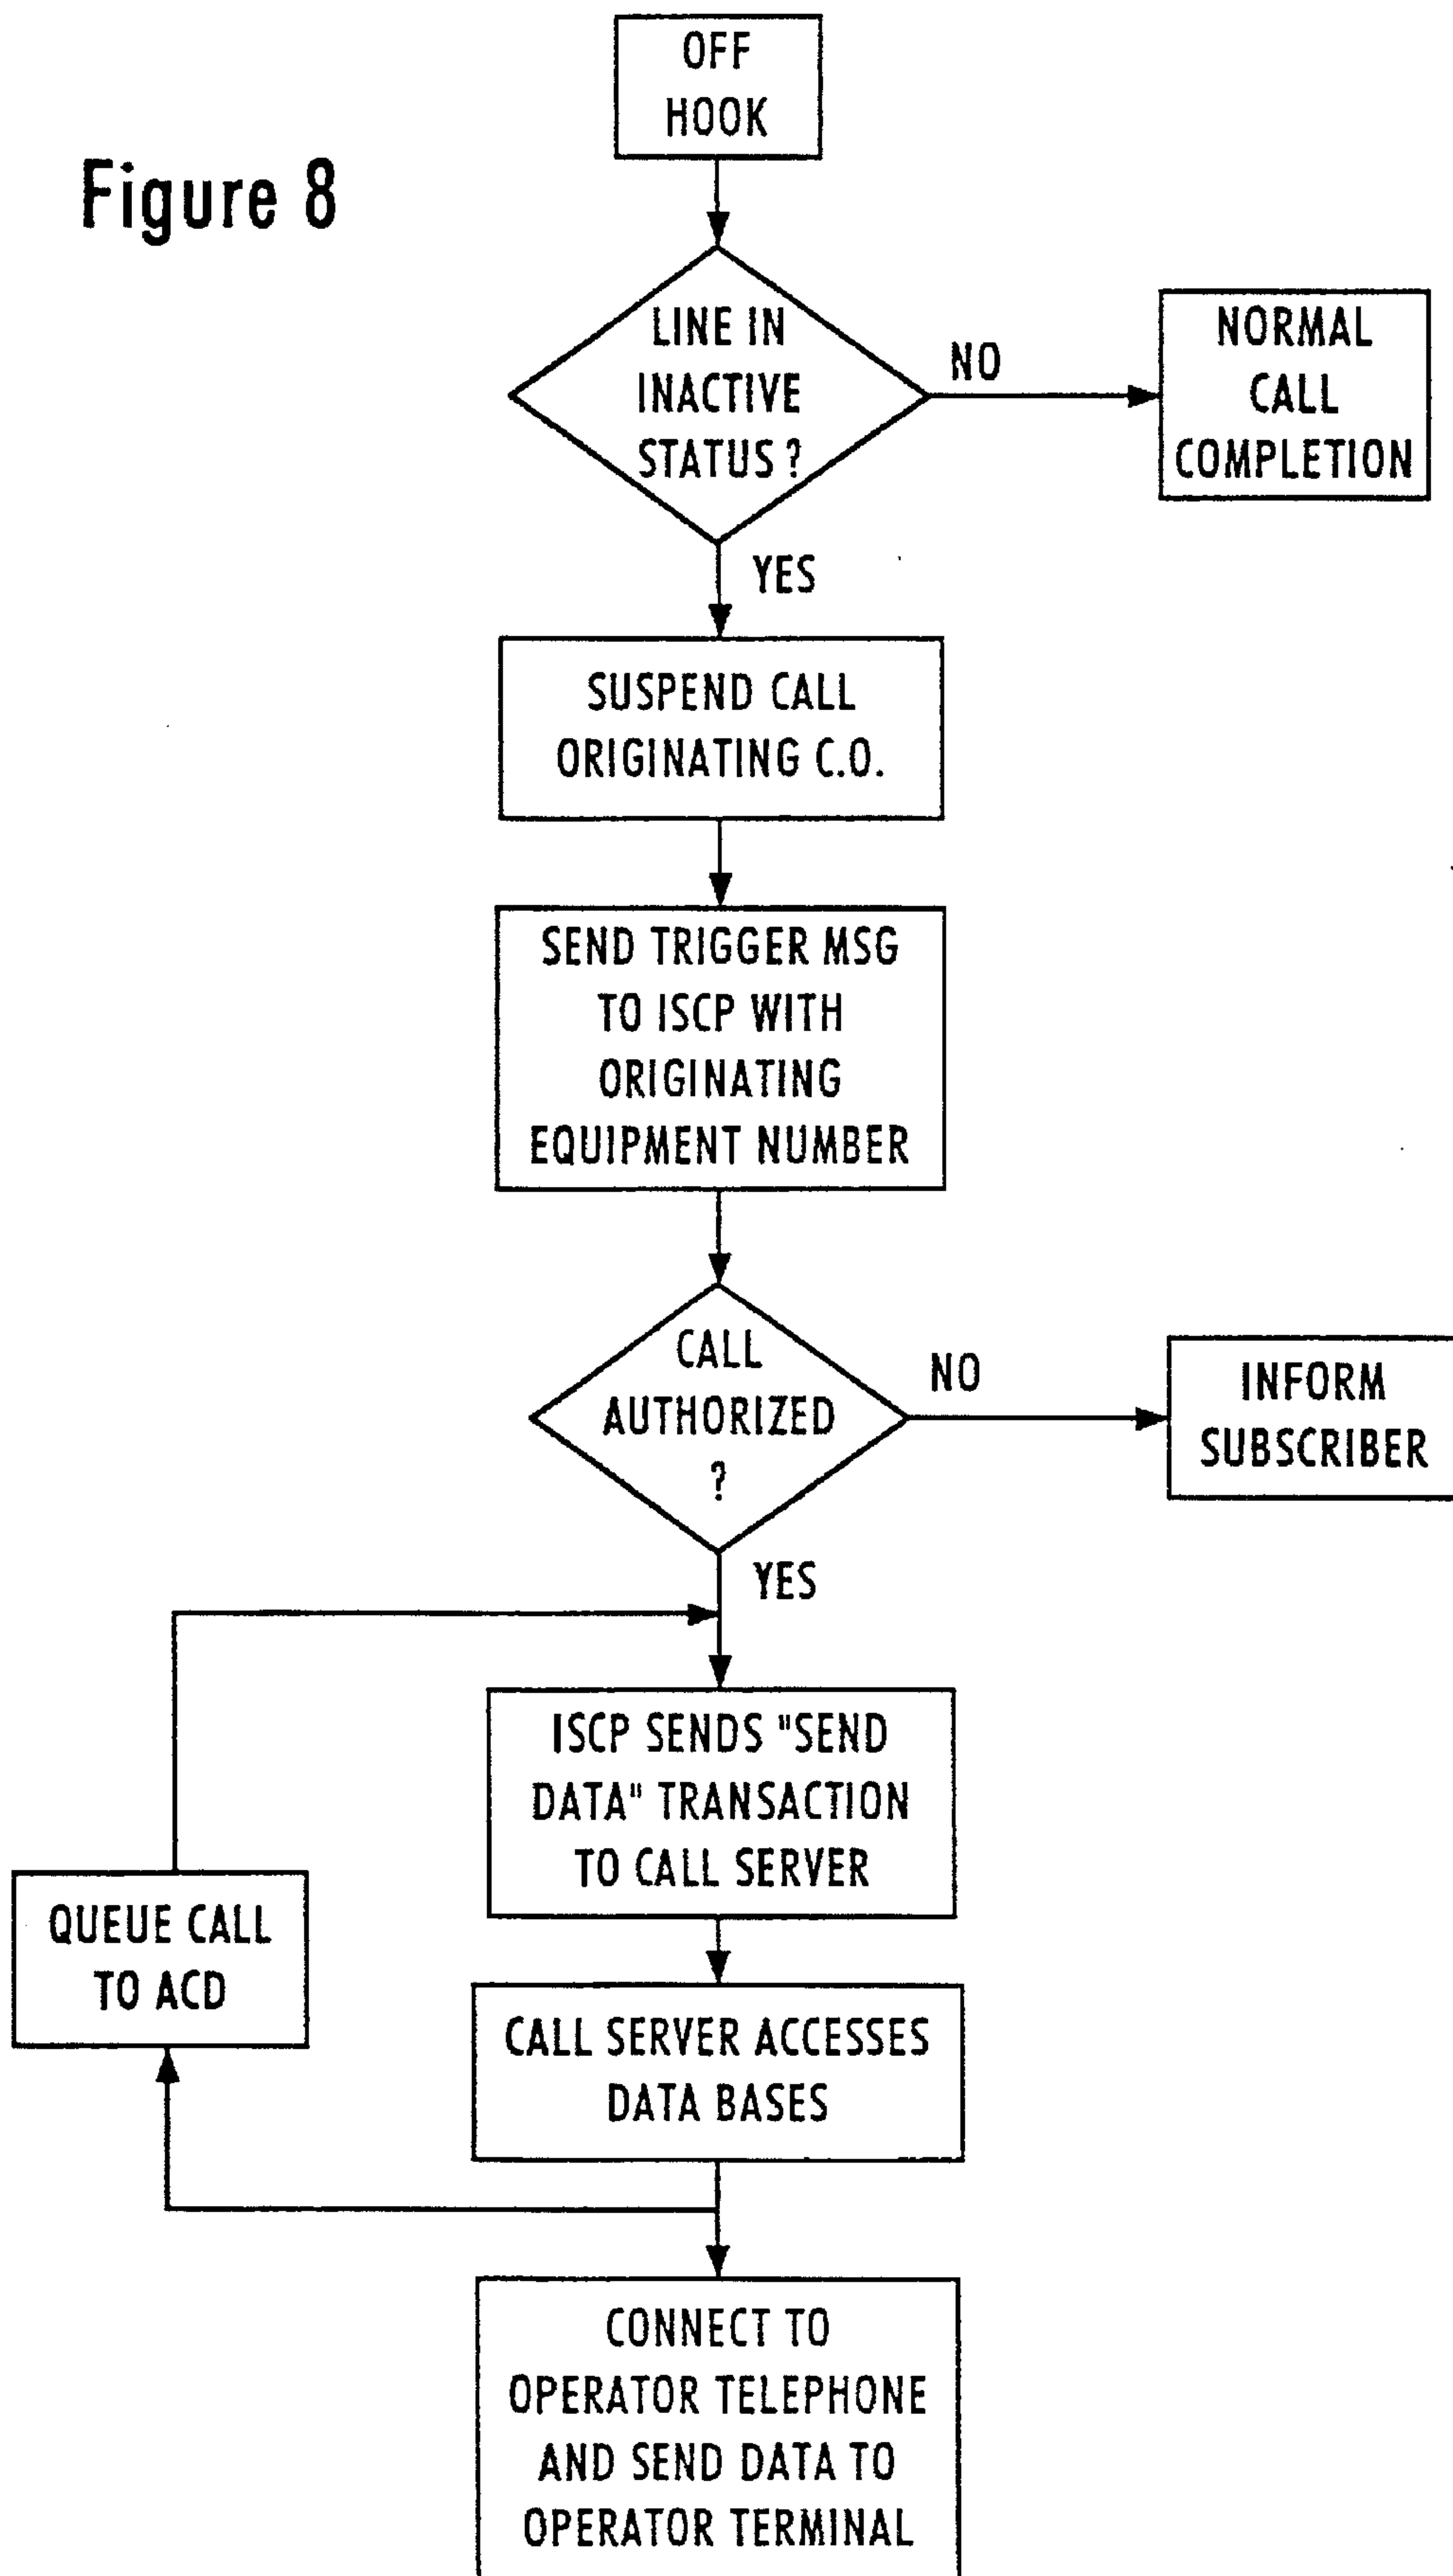 OFF
HOOK
Figure 8
LINE IN
INACTIVE
STATUS ?
NO
NORMAL
CALL
COMPLETION
YES
SUSPEND CALL
ORIGINATING C.O.
SEND TRIGGER MSG
TO ISCP WITH
ORIGINATING
EQUIPMENT NUMBER
CALL
AUTHORIZED
?
NO
INFORM
SUBSCRIBER
YES
ISCP SENDS "SEND
DATA" TRANSACTION
TO CALL SERVER
QUEUE CALL
TO ACD
CALL SERVER ACCESSES
DATA BASES
CONNECT TO
OPERATOR TELEPHONE
AND SEND DATA TO
OPERATOR TERMINAL